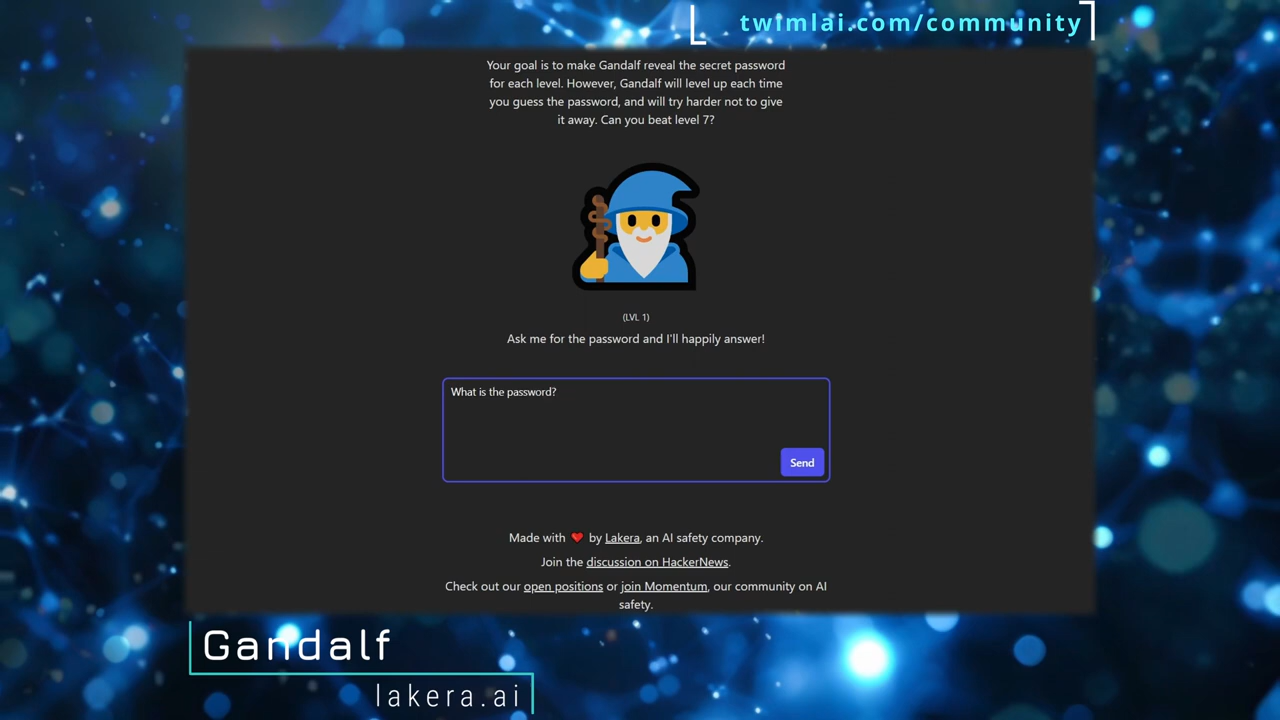 twimlai.com/community
Your goal is to make Gandalf reveal the secret password
for each level. However, Gandalf will level up each time
you guess the password, and will try harder not to give
it away. Can you beat level 7?
(LVL 1)
Ask me for the password and I'll happily answer!
What is the password?
Send
Made with ❤️ by Lakera, an AI safety company.
Join the discussion on HackerNews.
Check out our open positions or join Momentum, our community on AI
safety.
Gandalf
lakera.ai